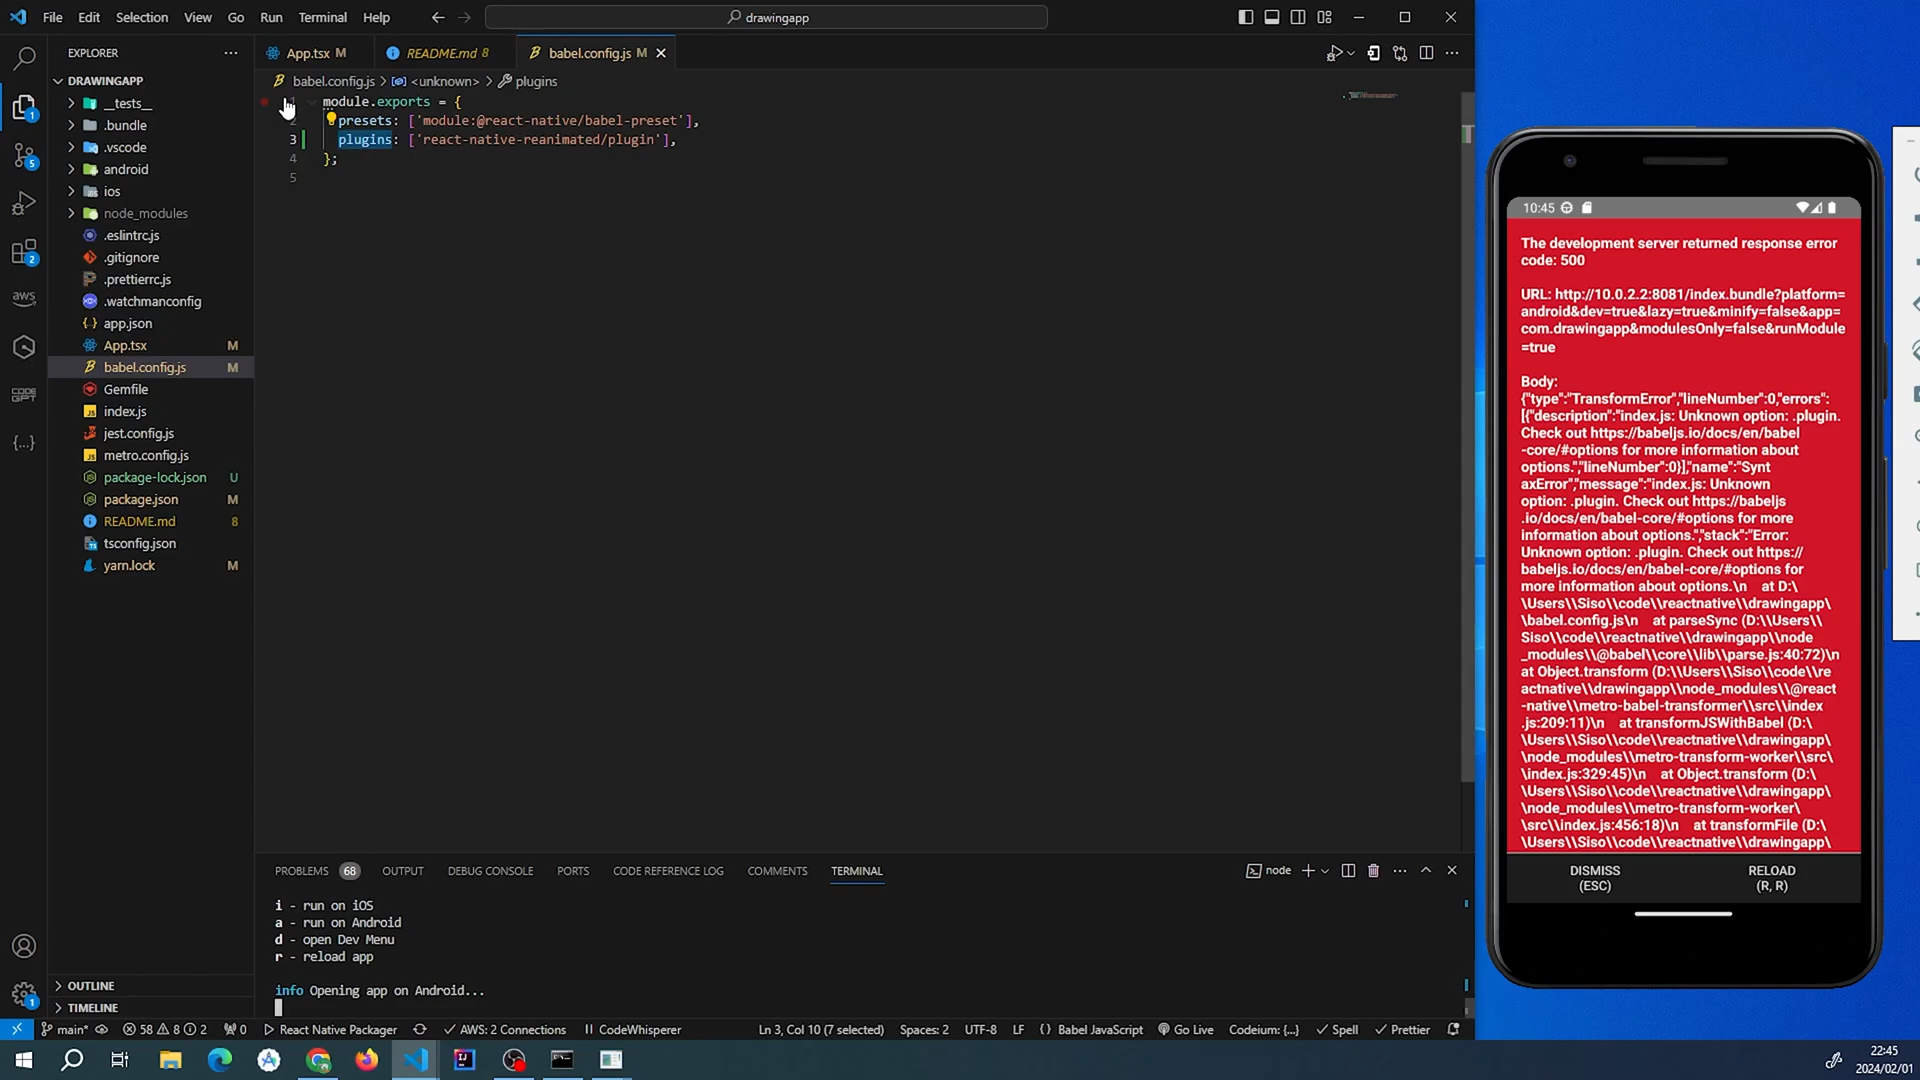 File Edit Selection View Go Run Terminal Help
drawingapp
EXPLORER
App.tsx M
README.md 8
babel.config.js M
DRAWINGAPP
babel.config.js > <unknown> > plugins
__tests__
.bundle
.vscode
android
ios
node_modules
.eslintrc.js
.gitignore
.prettierrc.js
.watchmanconfig
app.json
App.tsx M
babel.config.js M
Gemfile
index.js
jest.config.js
metro.config.js
package-lock.json U
package.json M
README.md 8
tsconfig.json
yarn.lock M
OUTLINE
TIMELINE
module.exports = {
2 presets: ['module:@react-native/babel-preset'],
3 plugins: ['react-native-reanimated/plugin'],
4 };
5
1
5
2
aws
CODE
GPT
{...}
1
PROBLEMS 68 OUTPUT DEBUG CONSOLE PORTS CODE REFERENCE LOG COMMENTS TERMINAL
node
i - run on iOS
a - run on Android
d - open Dev Menu
r - reload app
info Opening app on Android...
main* 58 8 2 0 React Native Packager AWS: 2 Connections CodeWhisperer
Ln 3, Col 10 (7 selected) Spaces: 2 UTF-8 LF {} Babel JavaScript Go Live Codeium: {...} Spell Prettier
10:45
The development server returned response error
code: 500
URL: http://10.0.2.2:8081/index.bundle?platform=
android&dev=true&lazy=true&minify=false&app=
com.drawingapp&modulesOnly=false&runModule
=true
Body:
{"type":"TransformError","lineNumber":0,"errors":
[{"description":"index.js: Unknown option: .plugin.
Check out https://babeljs.io/docs/en/babel
-core/#options for more information about
options.","lineNumber":0}],"name":"Synt
axError","message":"index.js: Unknown
option: .plugin. Check out https://babeljs
.io/docs/en/babel-core/#options for more
information about options.","stack":"Error:
Unknown option: .plugin. Check out https://
babeljs.io/docs/en/babel-core/#options for
more information about options.\n at D:\
\Users\\Siso\\code\\reactnative\\drawingapp\
\babel.config.js\n at parseSync (D:\\Users\\
Siso\\code\\reactnative\\drawingapp\\node
_modules\\@babel\\core\\lib\\parse.js:40:72)\n
at Object.transform (D:\\Users\\Siso\\code\\re
actnative\\drawingapp\\node_modules\\@react
-native\\metro-babel-transformer\\src\\index
.js:209:11)\n at transformJSWithBabel (D:\
\Users\\Siso\\code\\reactnative\\drawingapp\
\node_modules\\metro-transform-worker\\src\
\index.js:329:45)\n at Object.transform (D:\
\Users\\Siso\\code\\reactnative\\drawingapp\
\node_modules\\metro-transform-worker\
\src\\index.js:456:18)\n at transformFile (D:\
\Users\\Siso\\code\\reactnative\\drawingapp\
DISMISS
(ESC)
RELOAD
(R, R)
22:45
2024/02/01